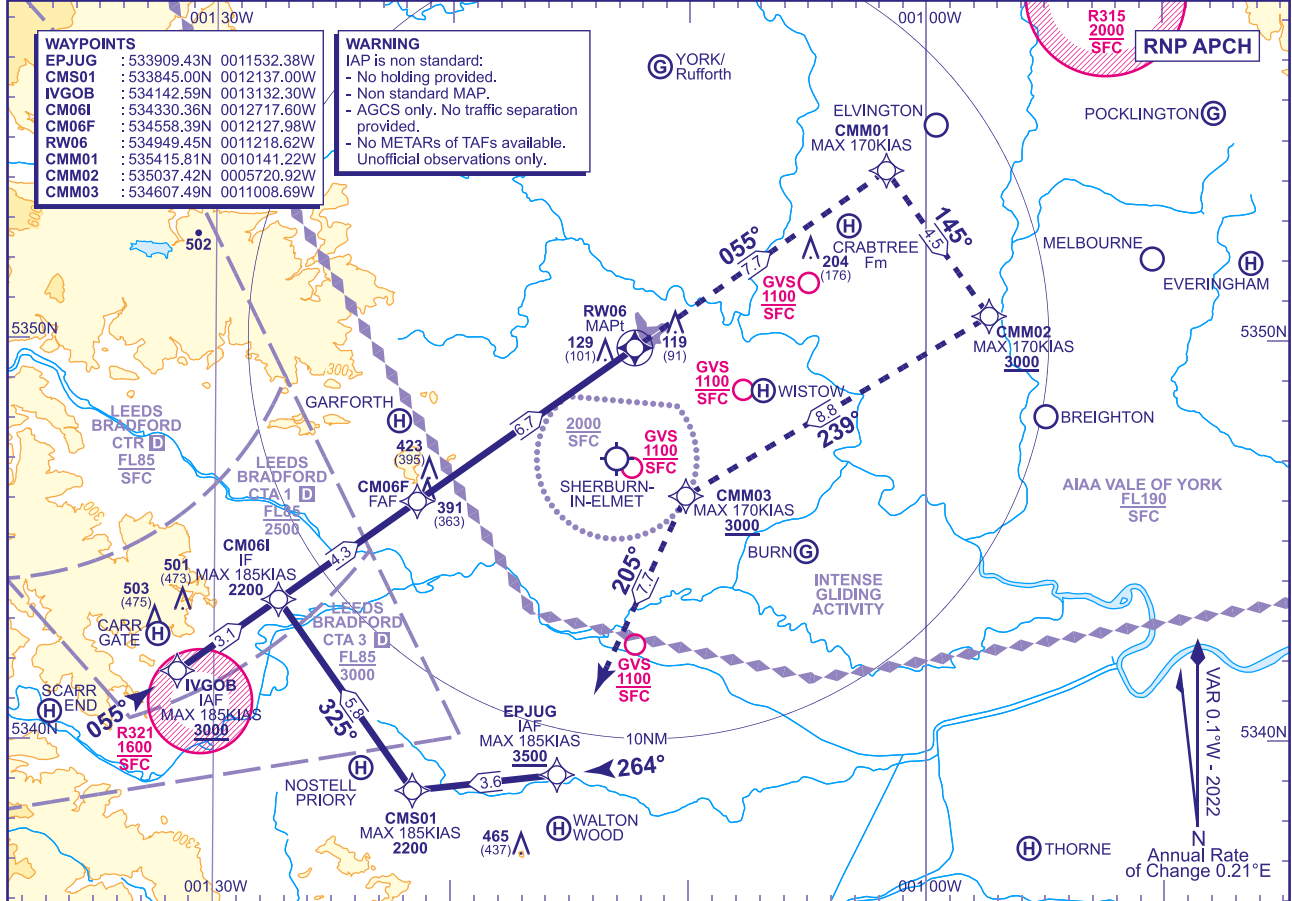 001°30'W
001°00'W
WAYPOINTS
EPJUG : 533909.43N 0011532.38W
CMS01 : 533845.00N 0012137.00W
IVGOB : 534142.59N 0013132.30W
CM06I : 534330.36N 0012717.60W
CM06F : 534558.39N 0012127.98W
RW06 : 534949.45N 0011218.62W
CMM01 : 535415.81N 0010141.22W
CMM02 : 535037.42N 0005720.92W
CMM03 : 534607.49N 0011008.69W
WARNING
IAP is non standard:
- No holding provided.
- Non standard MAP.
- AGCS only. No traffic separation
provided.
- No METARs of TAFs available.
Unofficial observations only.
R315
2000
SFC
RNP APCH
G YORK/
Rufforth
ELVINGTON
POCKLINGTON G
CMM01
MAX 170KIAS
502
055°
7.7
145°
4.5
H
CRABTREE
Fm
204
(176)
MELBOURNE
H
EVERINGHAM
GVS
1100
SFC
RW06
MAPt
129
(101)
119
(91)
5350N
5350N
CMM02
MAX 170KIAS
3000
300
GARFORTH
H
GVS
1100
SFC
H WISTOW
8.8
239°
BREIGHTON
LEEDS
BRADFORD
CTR D
FL85
SFC
6.7
2000
SFC
GVS
1100
SFC
SHERBURN-
IN-ELMET
423
(395)
LEEDS
BRADFORD
CTA 1 D
FL85
2500
CM06F
FAF
391
(363)
CMM03
MAX 170KIAS
3000
AIAA VALE OF YORK
FL190
SFC
4.3
CM06I
IF
MAX 185KIAS
2200
BURN G
INTENSE
GLIDING
ACTIVITY
501
(473)
503
(475)
CARR
GATE
H
3.1
205°
7.7
LEEDS
BRADFORD
CTA 3 D
FL85
3000
GVS
1100
SFC
IVGOB
IAF
MAX 185KIAS
3000
055°
SCARR
END
H
R321
1600
SFC
325°
5.8
EPJUG
IAF
MAX 185KIAS
3500
10NM
5340N
5340N
264°
3.6
H
NOSTELL
PRIORY
CMS01
MAX 185KIAS
2200
465
(437)
H WALTON
WOOD
H THORNE
VAR 0.1°W - 2022
N
Annual Rate
of Change 0.21°E
001°30'W
001°00'W